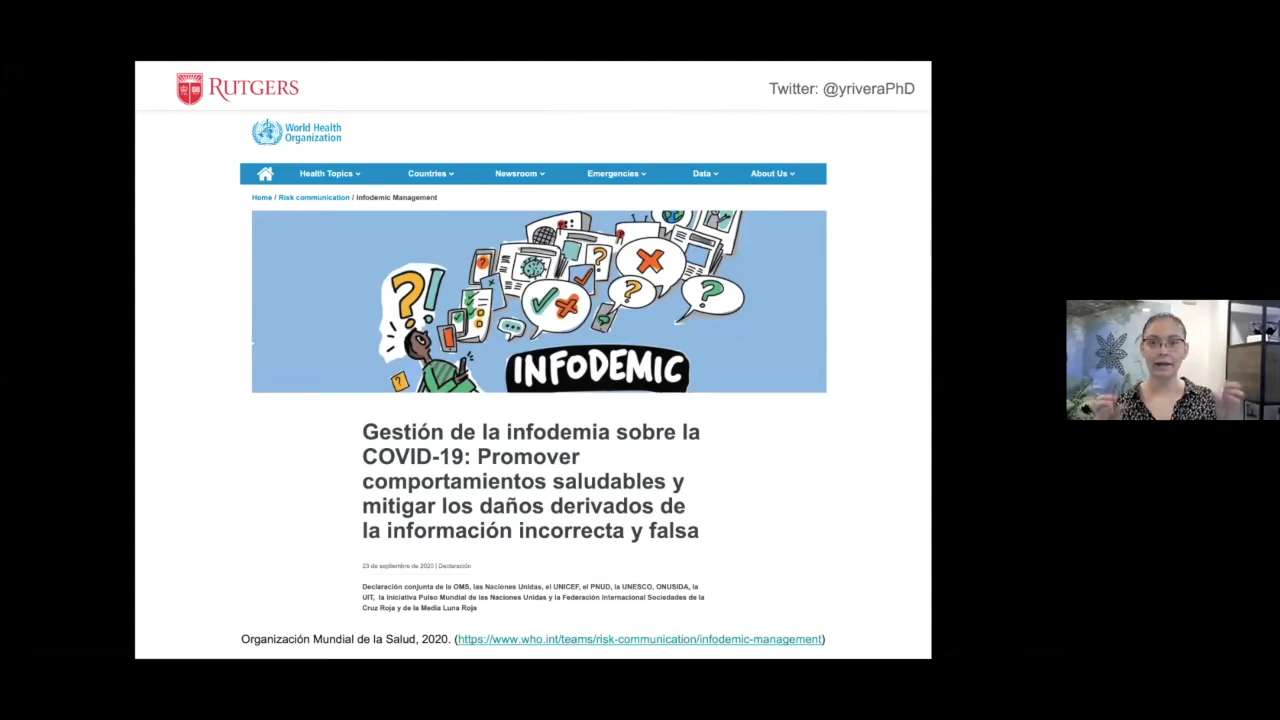 RUTGERS
Twitter: @yriveraPhD
World Health
Organization
Health Topics
Countries
Newsroom
Emergencies
Data
About Us
Home / Risk communication / Infodemic Management
INFODEMIC
Gestión de la infodemia sobre la
COVID-19: Promover
comportamientos saludables y
mitigar los daños derivados de
la información incorrecta y falsa
23 de septiembre de 2020 | Declaración
Declaración conjunta de la OMS, las Naciones Unidas, el UNICEF, el PNUD, la UNESCO, ONUSIDA, la
UIT, la iniciativa Pulso Mundial de las Naciones Unidas y la Federación Internacional Sociedades de la
Cruz Roja y de la Media Luna Roja
Organización Mundial de la Salud, 2020. (https://www.who.int/teams/risk-communication/infodemic-management)